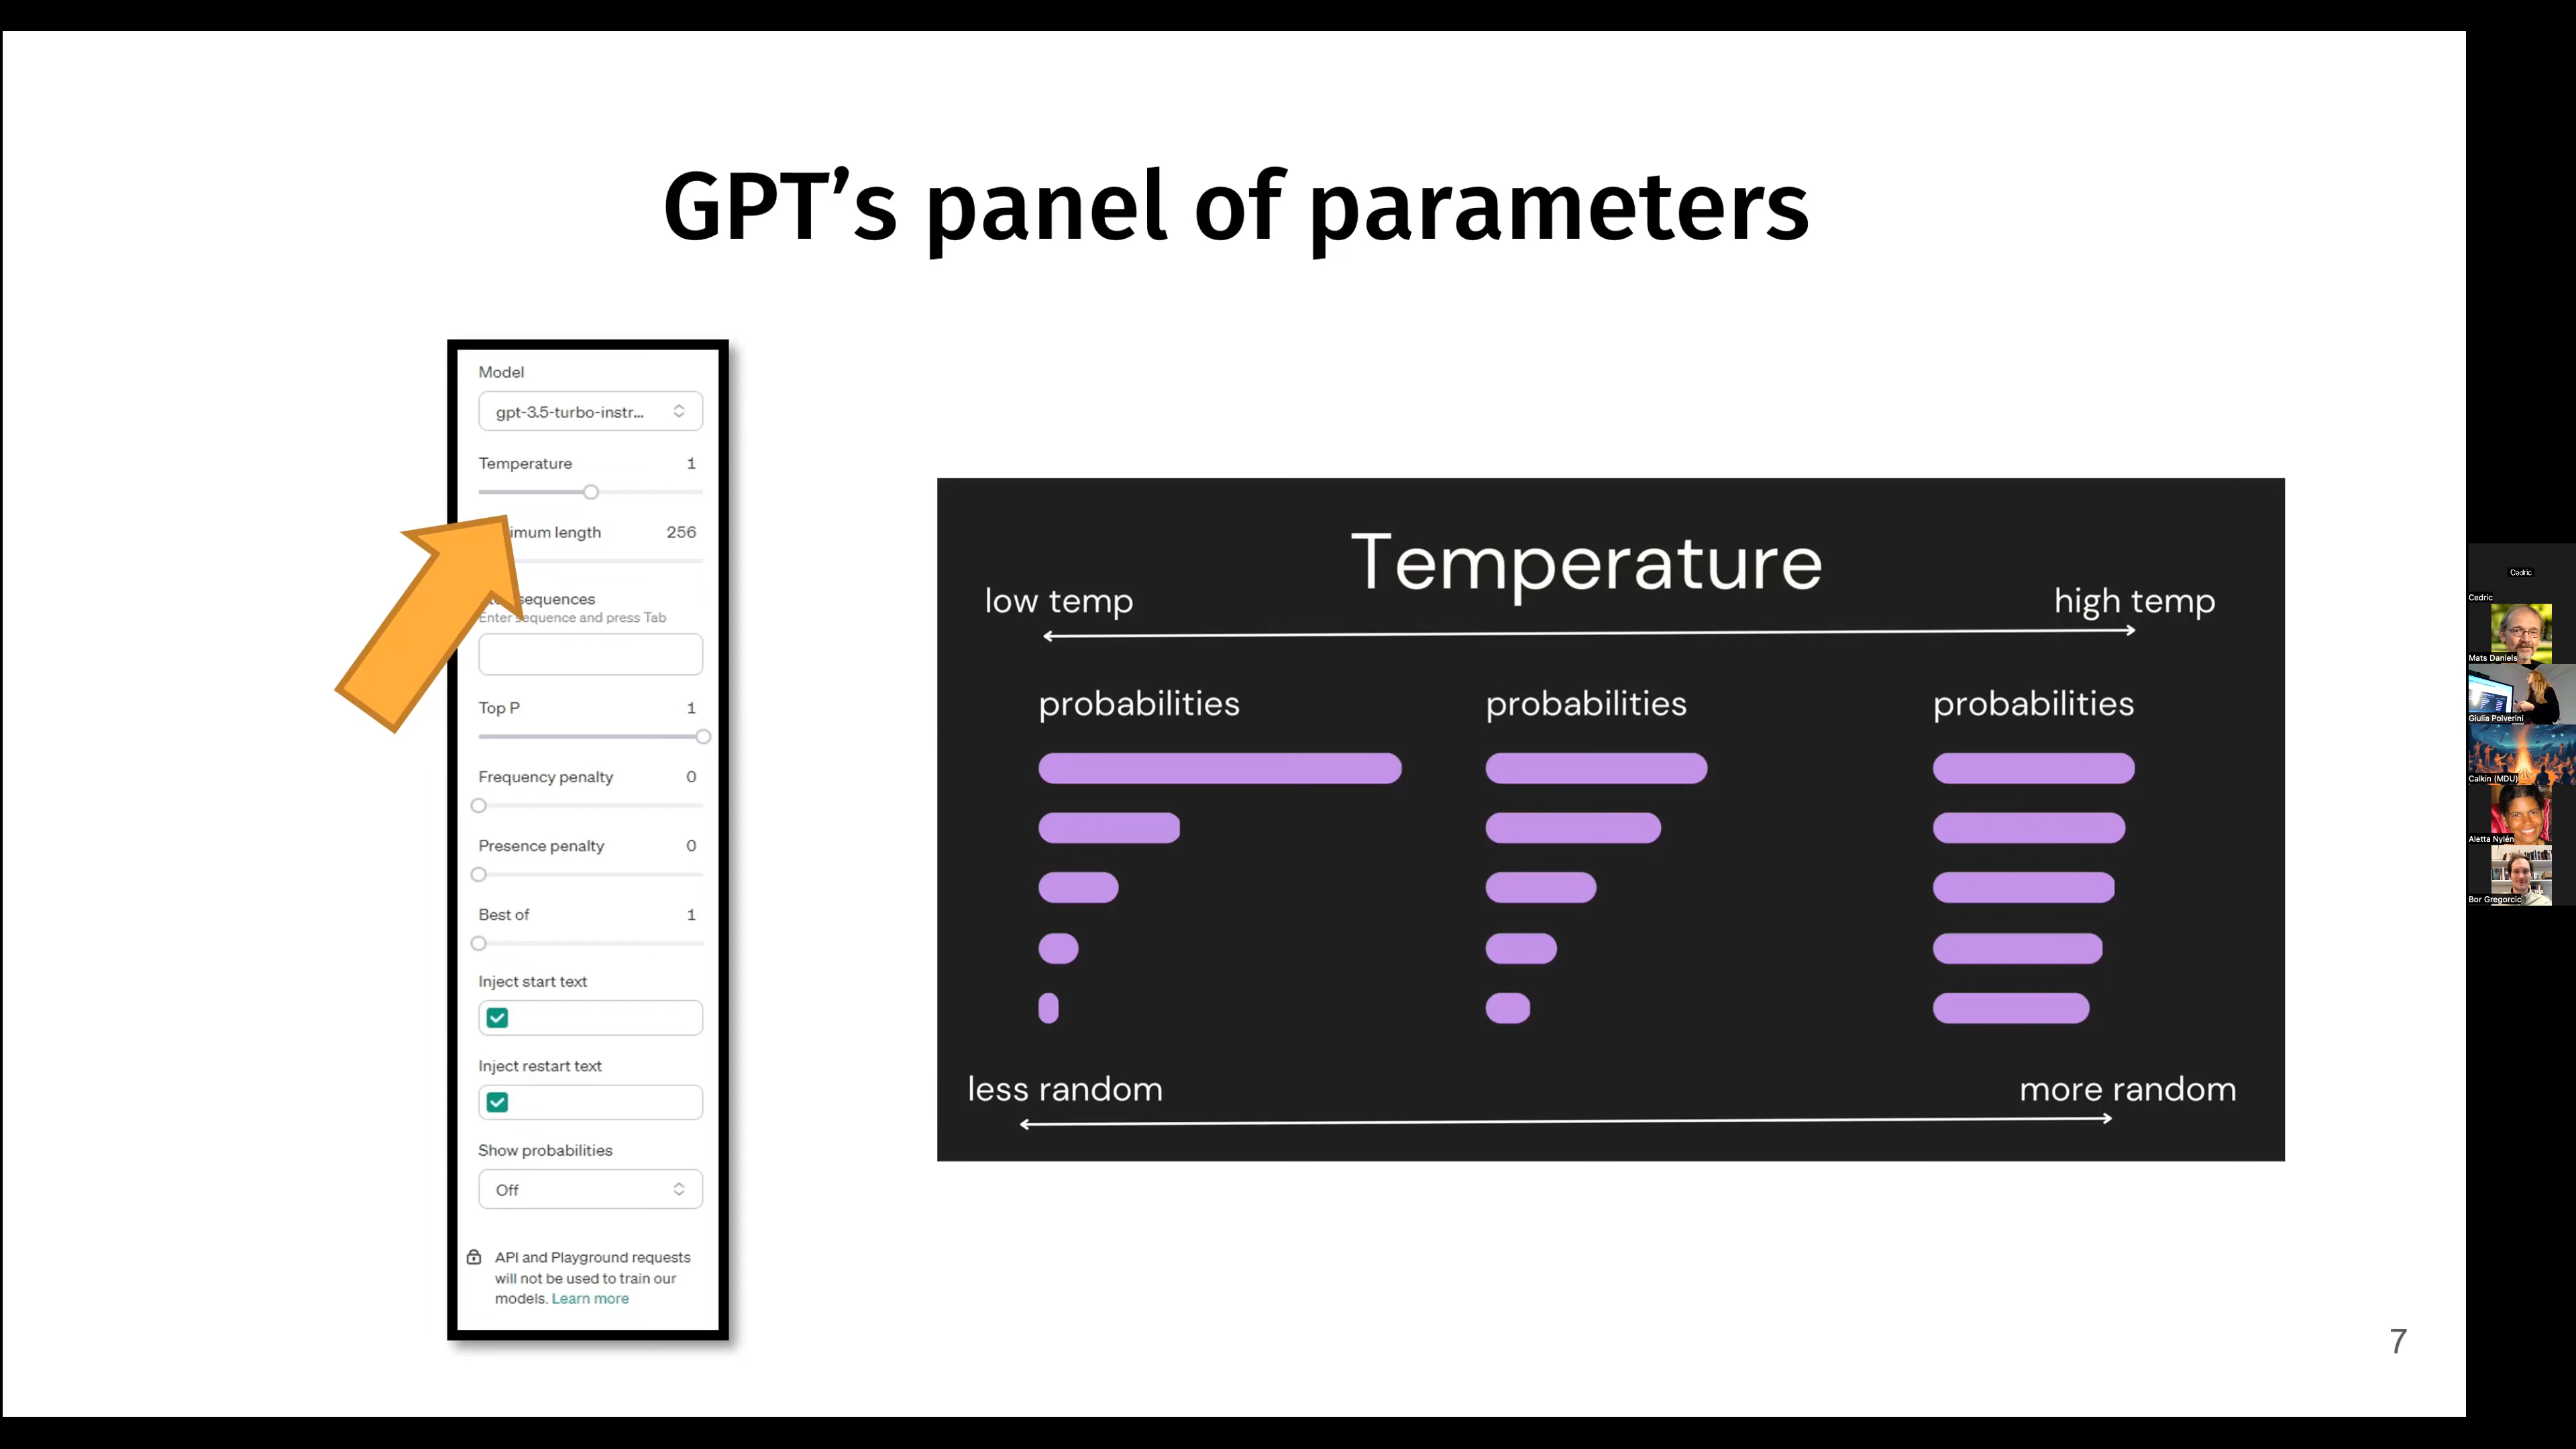 GPT’s panel of parameters
Model
gpt-3.5-turbo-instr...
Temperature 1
imum length 256
sequences
Enter sequence and press Tab
Top P 1
Frequency penalty 0
Presence penalty 0
Best of 1
Inject start text
Inject restart text
Show probabilities
Off
API and Playground requests
will not be used to train our
models. Learn more
Temperature
low temp high temp
probabilities probabilities probabilities
less random more random
7
Cedric
Cedric
Mats Daniels
Giulia Polverini
Calkin (MDU)
Aletta Nylén
Bor Gregorcic